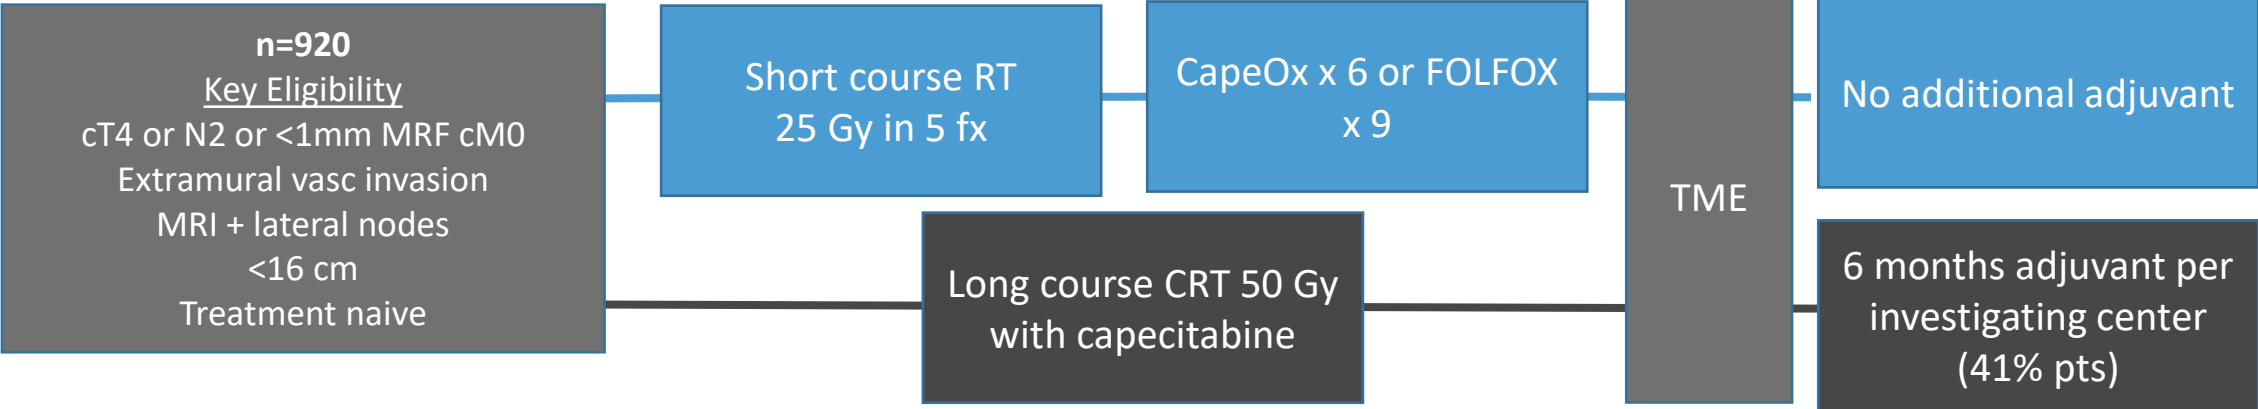 n=920
Key Eligibility
cT4 or N2 or <1mm MRF cM0
Extramural vasc invasion
MRI + lateral nodes
<16 cm
Treatment naive
Short course RT
25 Gy in 5 fx
CapeOx x 6 or FOLFOX
x 9
Long course CRT 50 Gy
with capecitabine
TME
No additional adjuvant
6 months adjuvant per
investigating center
(41% pts)